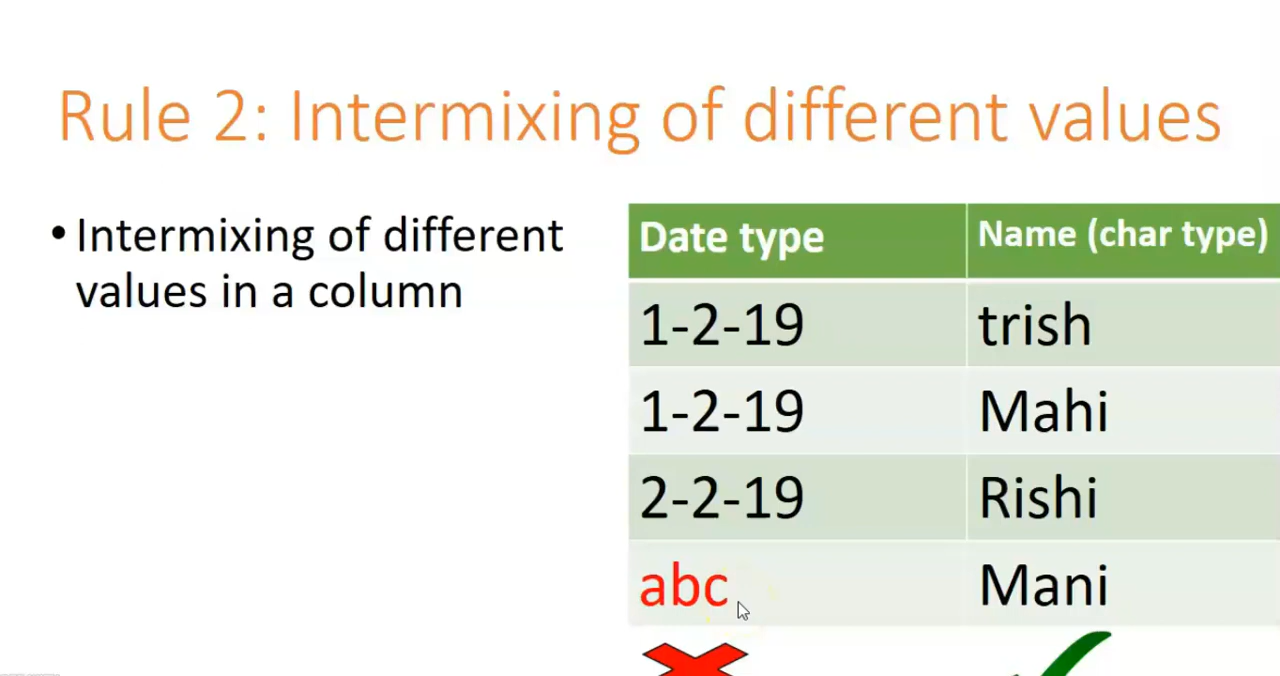 Rule 2: Intermixing of different values
• Intermixing of different
values in a column
Date type Name (char type)
1-2-19 trish
1-2-19 Mahi
2-2-19 Rishi
abc Mani